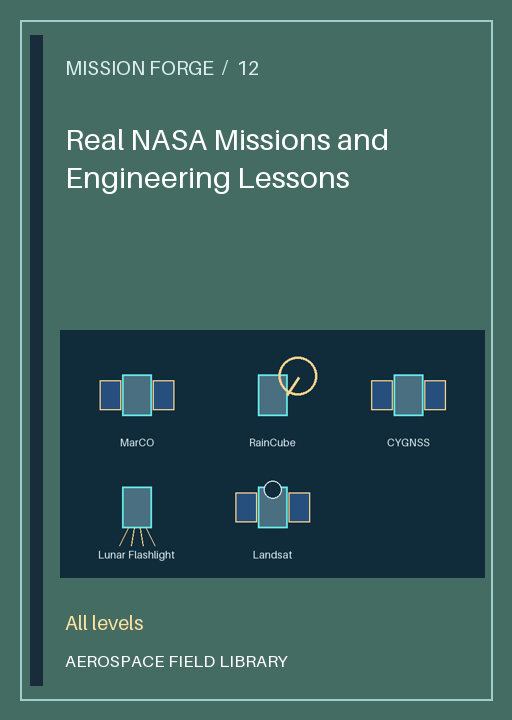 MISSION FORGE / 12
Real NASA Missions and
Engineering Lessons
MarCO
RainCube
CYGNSS
Lunar Flashlight
Landsat
All levels
AEROSPACE FIELD LIBRARY